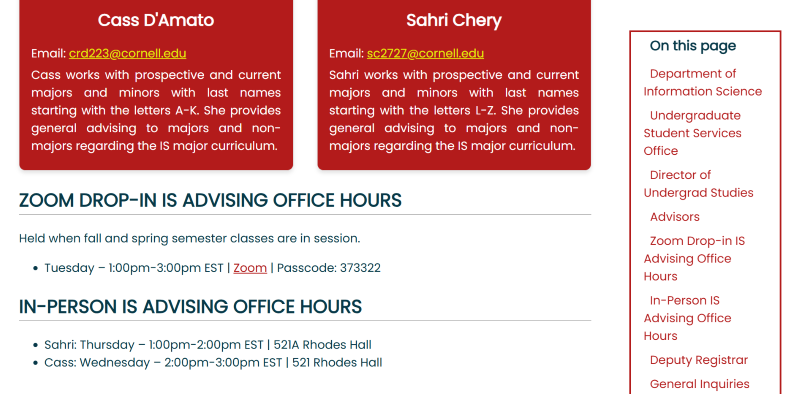 Cass D'Amato
Email: crd223@cornell.edu
Cass works with prospective and current
majors and minors with last names
starting with the letters A-K. She provides
general advising to majors and non-
majors regarding the IS major curriculum.
Sahri Chery
Email: sc2727@cornell.edu
Sahri works with prospective and current
majors and minors with last names
starting with the letters L-Z. She provides
general advising to majors and non-
majors regarding the IS major curriculum.
ZOOM DROP-IN IS ADVISING OFFICE HOURS
Held when fall and spring semester classes are in session.
• Tuesday – 1:00pm-3:00pm EST | Zoom | Passcode: 373322
IN-PERSON IS ADVISING OFFICE HOURS
• Sahri: Thursday – 1:00pm-2:00pm EST | 521A Rhodes Hall
• Cass: Wednesday – 2:00pm-3:00pm EST | 521 Rhodes Hall
On this page
Department of
Information Science
Undergraduate
Student Services
Office
Director of
Undergrad Studies
Advisors
Zoom Drop-in IS
Advising Office
Hours
In-Person IS
Advising Office
Hours
Deputy Registrar
General Inquiries